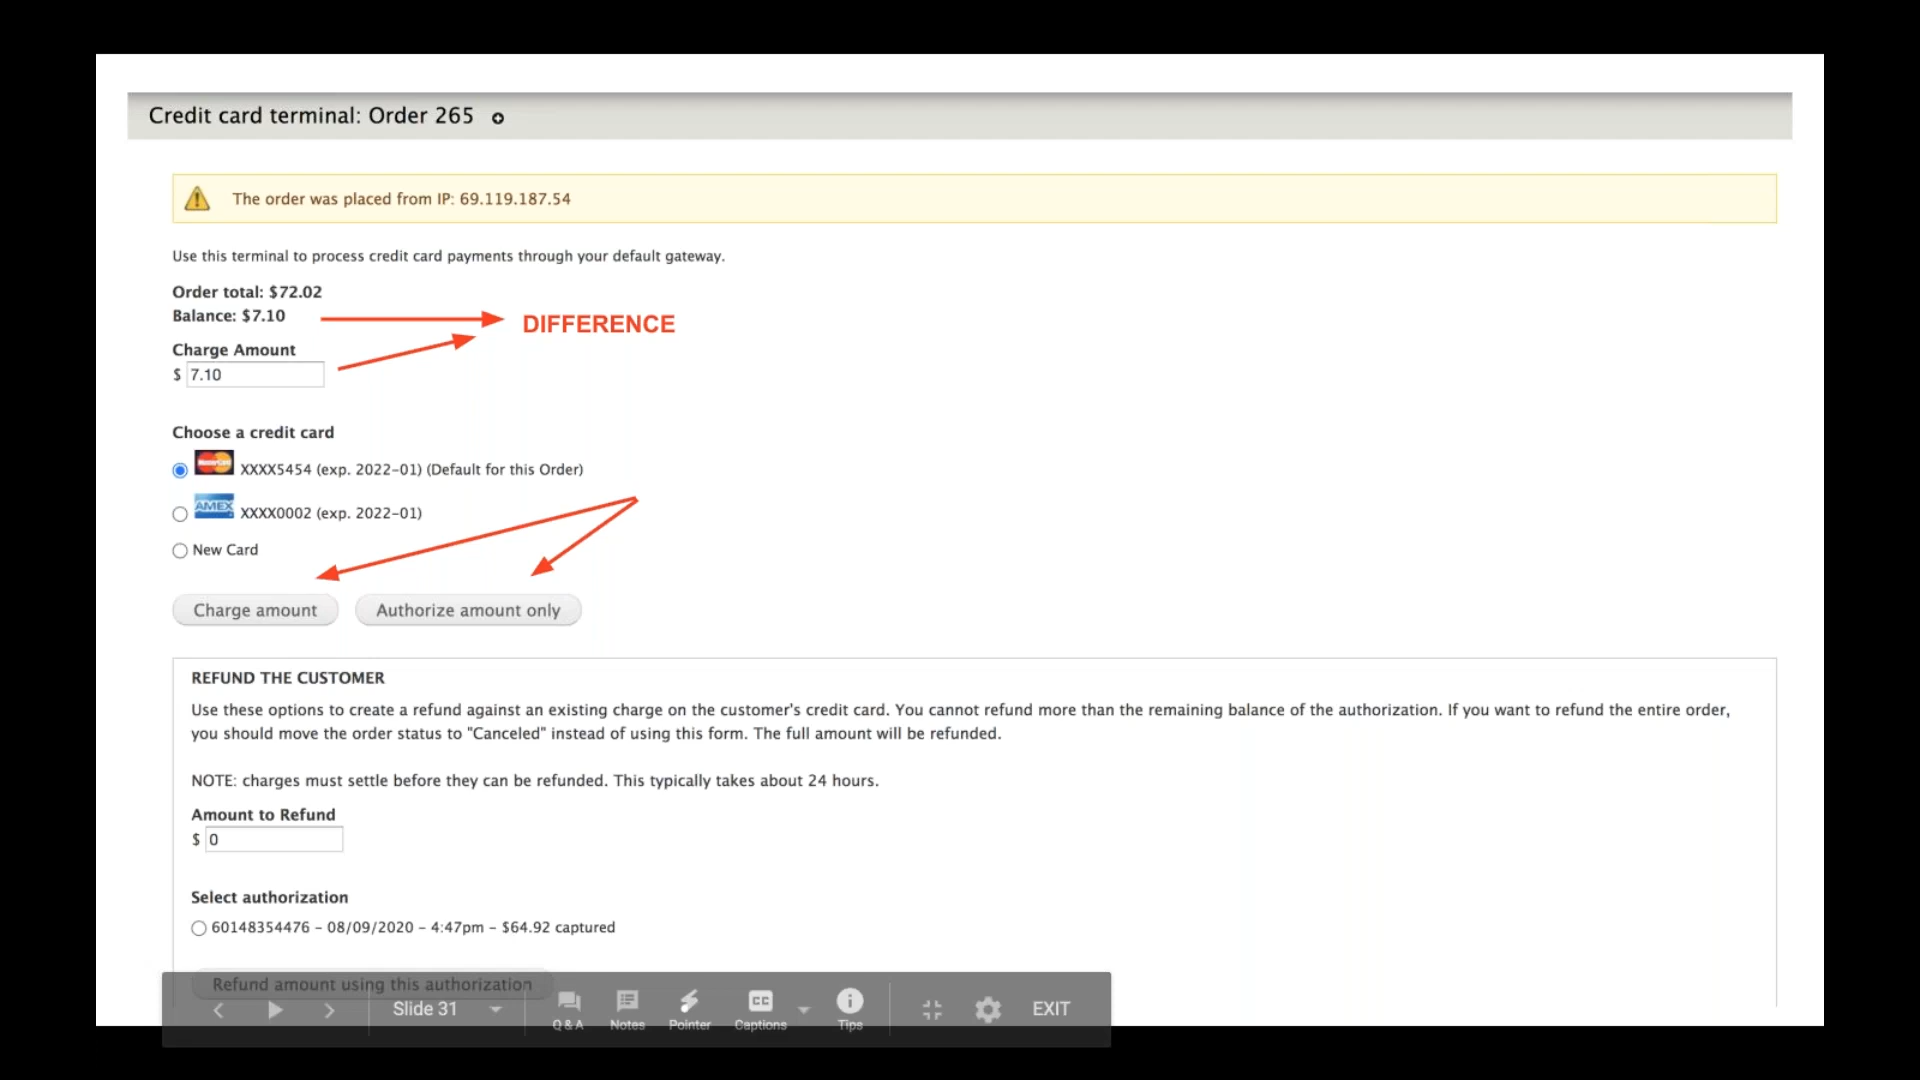 Credit card terminal: Order 265
The order was placed from IP: 69.119.187.54
Use this terminal to process credit card payments through your default gateway.
Order total: $72.02
Balance: $7.10
DIFFERENCE
Charge Amount
$ 7.10
Choose a credit card
MasterCard XXXX5454 (exp. 2022-01) (Default for this Order)
AMEX XXXX0002 (exp. 2022-01)
New Card
Charge amount Authorize amount only
REFUND THE CUSTOMER
Use these options to create a refund against an existing charge on the customer's credit card. You cannot refund more than the remaining balance of the authorization. If you want to refund the entire order,
you should move the order status to "Canceled" instead of using this form. The full amount will be refunded.
NOTE: charges must settle before they can be refunded. This typically takes about 24 hours.
Amount to Refund
$ 0
Select authorization
60148354476 - 08/09/2020 - 4:47pm - $64.92 captured
Refund amount using this authorization
Slide 31 Q & A Notes Pointer CC Captions Tips EXIT